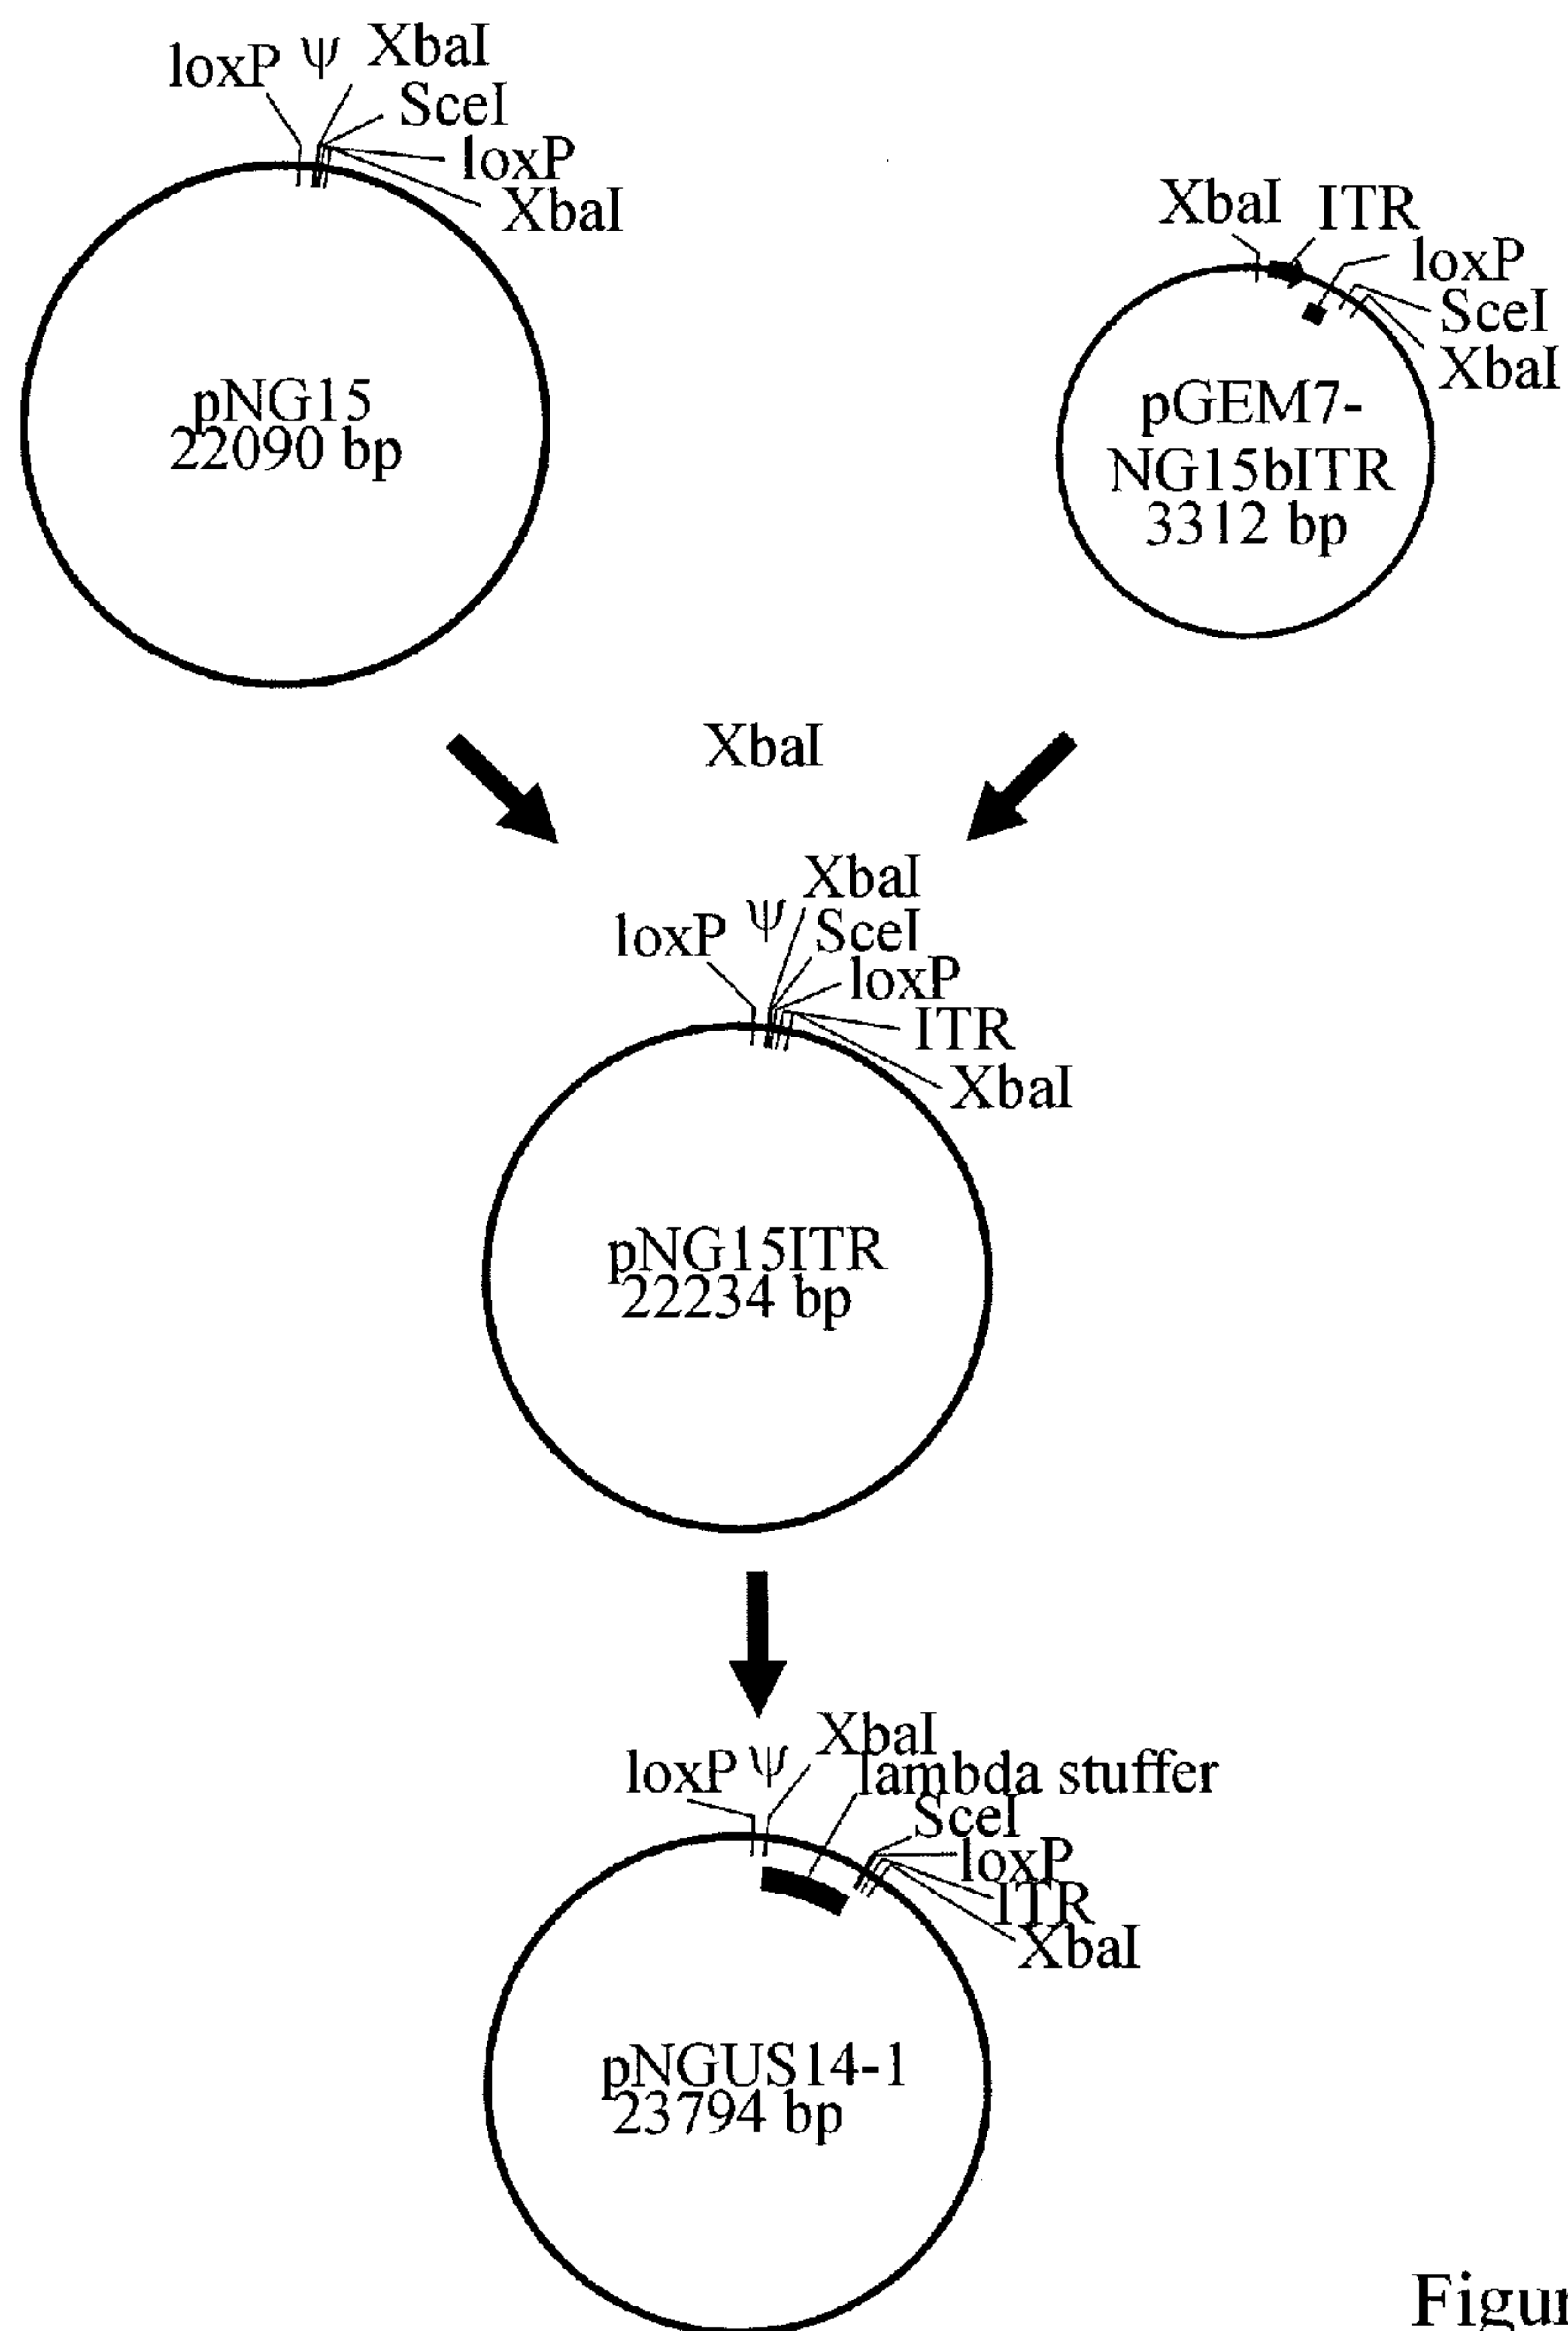 loxP ψ XbaI
SceI
loxP
XbaI
pNG15
22090 bp
XbaI ITR
loxP
SceI
XbaI
pGEM7-
NG15bITR
3312 bp
XbaI
XbaI
loxP ψ SceI
loxP
ITR
XbaI
pNG15ITR
22234 bp
loxP ψ XbaI
lambda stuffer
SceI
loxP
ITR
XbaI
pNGUS14-1
23794 bp